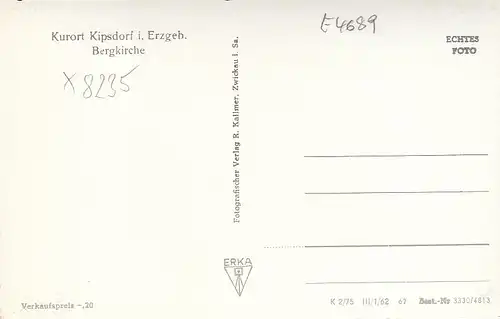 Kurort Kipsdorf i. Erzgeb.
Bergkirche
X 8235
E4689
ECHTES
FOTO
Fotografischer Verlag R. Kallmer, Zwickau i. Sa.
ERKA
Verkaufspreis -,20
K 2/75 III/1/62 67 Best.-Nr 3330/4813